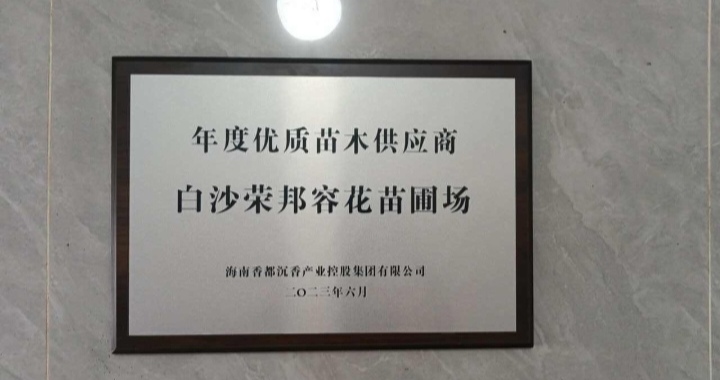 年度优质苗木供应商
白沙荣邦容花苗圃场
海南香都沉香产业控股集团有限公司
二〇二三年六月